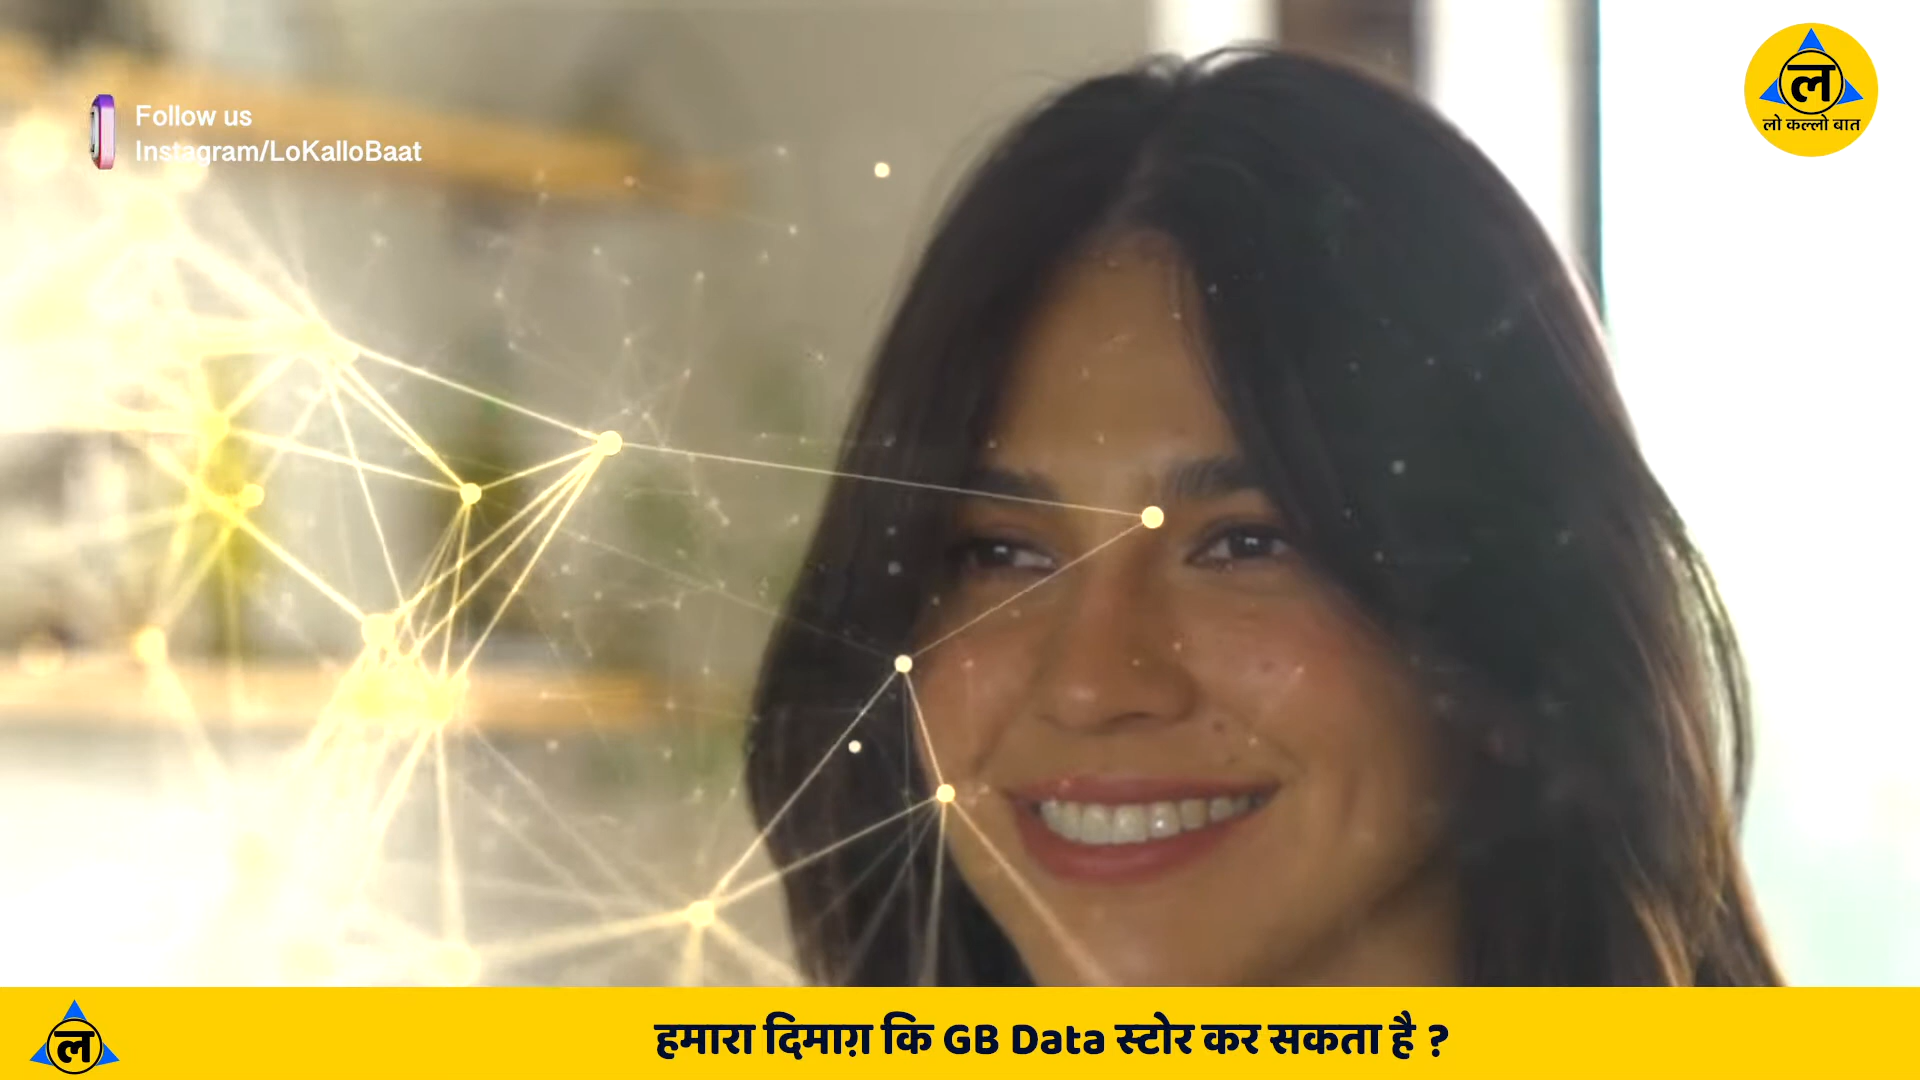 Follow us
Instagram/LoKalloBaat
ल
लो कल्लो बात
ल
हमारा दिमाग़ कि GB Data स्टोर कर सकता है ?